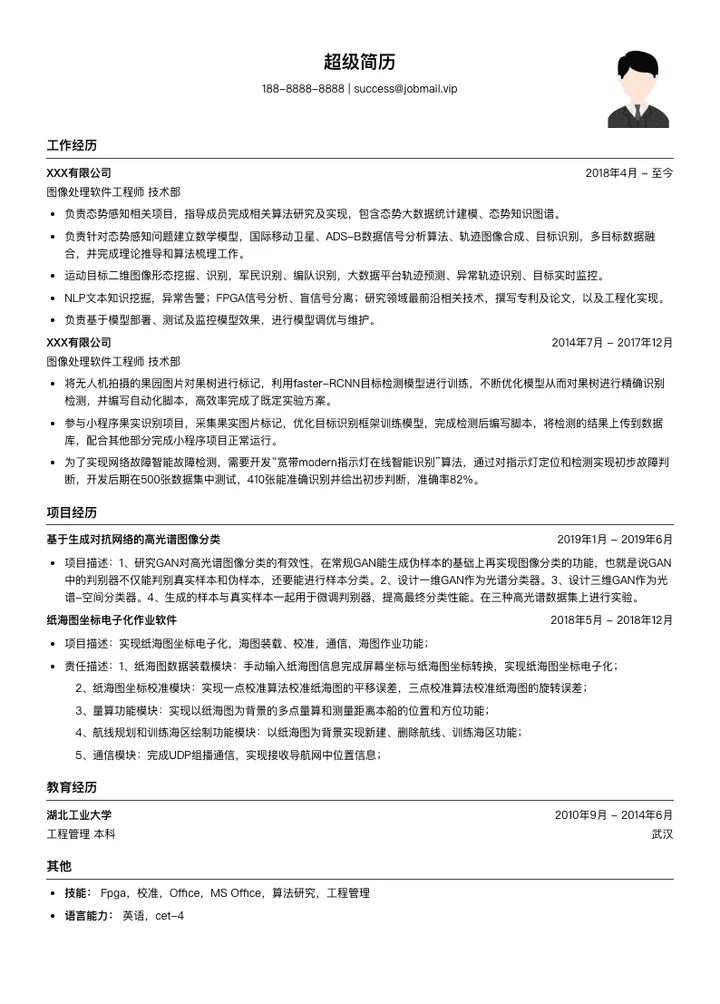 超级简历
188-8888-8888 | success@jobmail.vip
工作经历
XXX有限公司 2018年4月 - 至今
图像处理软件工程师 技术部
• 负责态势感知相关项目，指导成员完成相关算法研究及实现，包含态势大数据统计建模、态势知识图谱。
• 负责针对态势感知问题建立数学模型，国际移动卫星、ADS-B数据信号分析算法、轨迹图像合成、目标识别，多目标数据融
合，并完成理论推导和算法梳理工作。
• 运动目标二维图像形态挖掘、识别，军民识别、编队识别，大数据平台轨迹预测、异常轨迹识别、目标实时监控。
• NLP文本知识挖掘，异常告警；FPGA信号分析、盲信号分离；研究领域最前沿相关技术，撰写专利及论文，以及工程化实现。
• 负责基于模型部署、测试及监控模型效果，进行模型调优与维护。
XXX有限公司 2014年7月 - 2017年12月
图像处理软件工程师 技术部
• 将无人机拍摄的果园图片对果树进行标记，利用faster-RCNN目标检测模型进行训练，不断优化模型从而对果树进行精确识别
检测，并编写自动化脚本，高效率完成了既定实验方案。
• 参与小程序果实识别项目，采集果实图片标记，优化目标识别框架训练模型，完成检测后编写脚本，将检测的结果上传到数据
库，配合其他部分完成小程序项目正常运行。
• 为了实现网络故障智能故障检测，需要开发“宽带modern指示灯在线智能识别”算法，通过对指示灯定位和检测实现初步故障判
断，开发后期在500张数据集中测试，410张能准确识别并给出初步判断，准确率82%。
项目经历
基于生成对抗网络的高光谱图像分类 2019年1月 - 2019年6月
• 项目描述：1、研究GAN对高光谱图像分类的有效性，在常规GAN能生成伪样本的基础上再实现图像分类的功能，也就是说GAN
中的判别器不仅能判别真实样本和伪样本，还要能进行样本分类。2、设计一维GAN作为光谱分类器。3、设计三维GAN作为光
谱-空间分类器。4、生成的样本与真实样本一起用于微调判别器，提高最终分类性能。在三种高光谱数据集上进行实验。
纸海图坐标电子化作业软件 2018年5月 - 2018年12月
• 项目描述：实现纸海图坐标电子化，海图装载、校准，通信，海图作业功能；
• 责任描述：1、纸海图数据装载模块：手动输入纸海图信息完成屏幕坐标与纸海图坐标转换，实现纸海图坐标电子化；
2、纸海图坐标校准模块：实现一点校准算法校准纸海图的平移误差，三点校准算法校准纸海图的旋转误差；
3、量算功能模块：实现以纸海图为背景的多点量算和测量距离本船的位置和方位功能；
4、航线规划和训练海区绘制功能模块：以纸海图为背景实现新建、删除航线、训练海区功能；
5、通信模块：完成UDP组播通信，实现接收导航网中位置信息；
教育经历
湖北工业大学 2010年9月 - 2014年6月
工程管理 本科 武汉
其他
• 技能： Fpga，校准，Office，MS Office，算法研究，工程管理
• 语言能力： 英语，cet-4